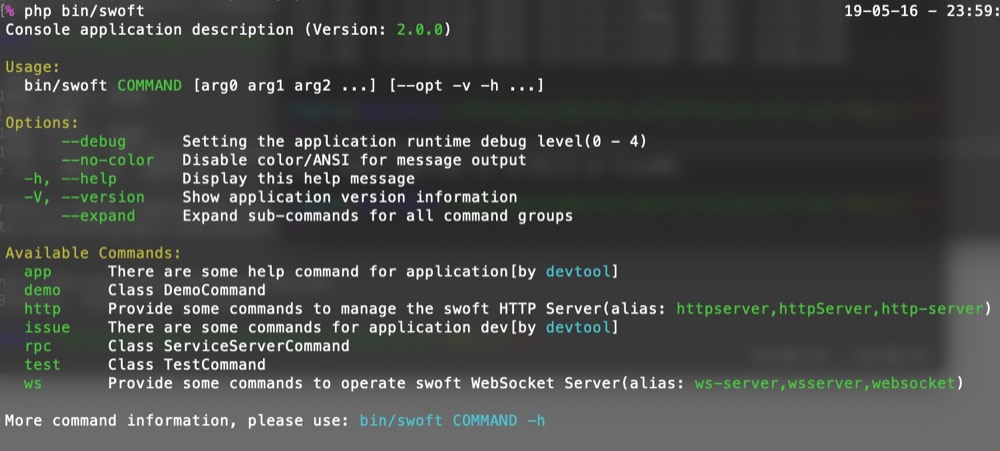 % php bin/swoft 19-05-16 - 23:59:
Console application description (Version: 2.0.0)
Usage:
bin/swoft COMMAND [arg0 arg1 arg2 ...] [--opt -v -h ...]
Options:
--debug Setting the application runtime debug level(0 - 4)
--no-color Disable color/ANSI for message output
-h, --help Display this help message
-V, --version Show application version information
--expand Expand sub-commands for all command groups
Available Commands:
app There are some help command for application[by devtool]
demo Class DemoCommand
http Provide some commands to manage the swoft HTTP Server(alias: httpserver,httpServer,http-server)
issue There are some commands for application dev[by devtool]
rpc Class ServiceServerCommand
test Class TestCommand
ws Provide some commands to operate swoft WebSocket Server(alias: ws-server,wsserver,websocket)
More command information, please use: bin/swoft COMMAND -h